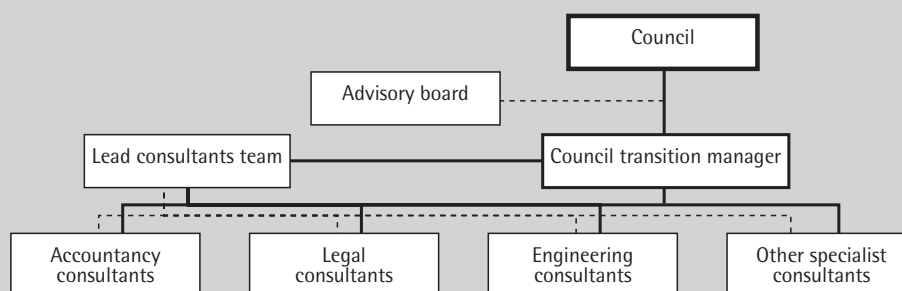 Council
Advisory board
Lead consultants team
Council transition manager
Accountancy
consultants
Legal
consultants
Engineering
consultants
Other specialist
consultants